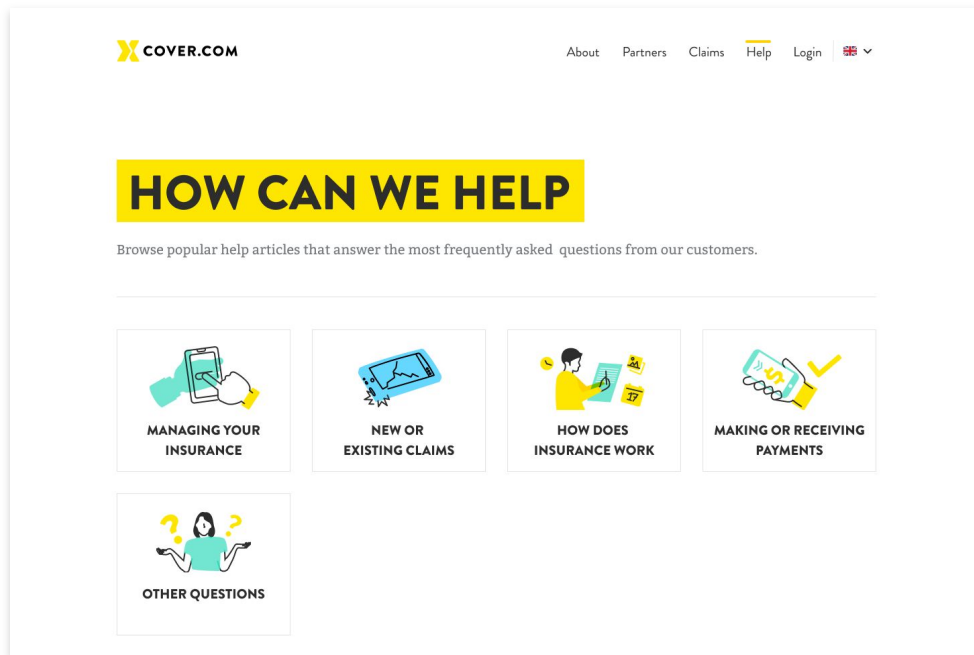 XCOVER.COM
About Partners Claims Help Login
HOW CAN WE HELP
Browse popular help articles that answer the most frequently asked questions from our customers.
MANAGING YOUR
INSURANCE
NEW OR
EXISTING CLAIMS
17
HOW DOES
INSURANCE WORK
$
MAKING OR RECEIVING
PAYMENTS
? ?
OTHER QUESTIONS